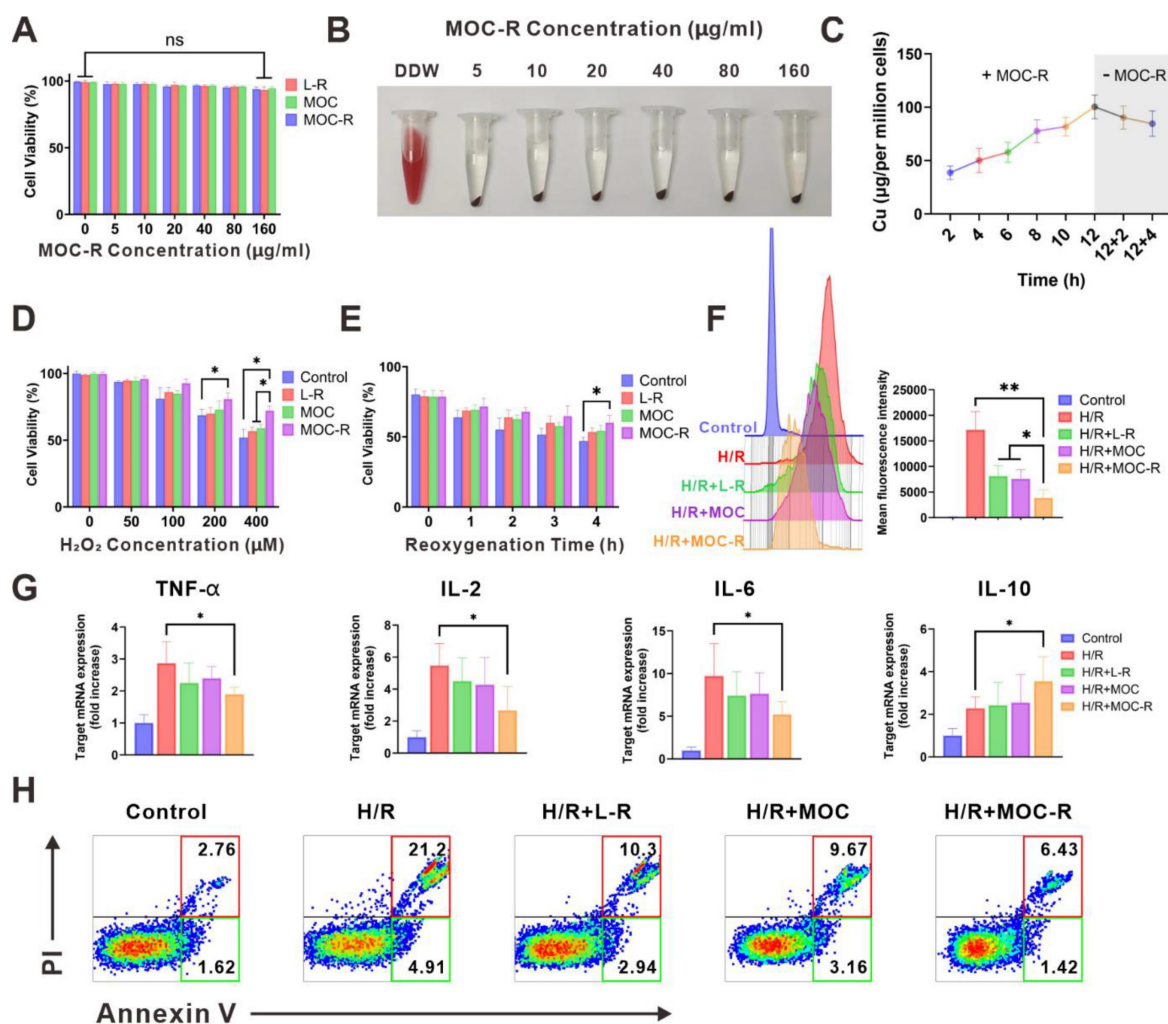 A
ns
Cell Viability (%)
150
100
50
0
L-R
MOC
MOC-R
0 5 10 20 40 80 160
MOC-R Concentration (μg/ml)
B
MOC-R Concentration (μg/ml)
DDW 5 10 20 40 80 160
C
Cu (μg/per million cells)
150
100
50
0
+ MOC-R
- MOC-R
2 4 6 8 10 12 12+2 12+4
Time (h)
D
Cell Viability (%)
100
50
0
* * *
Control
L-R
MOC
MOC-R
0 50 100 200 400
H₂O₂ Concentration (μM)
E
Cell Viability (%)
100
50
0
*
Control
L-R
MOC
MOC-R
0 1 2 3 4
Reoxygenation Time (h)
F
Control
H/R
H/R+L-R
H/R+MOC
H/R+MOC-R
Mean fluorescence intensity
25000
20000
15000
10000
5000
0
**
*
Control
H/R
H/R+L-R
H/R+MOC
H/R+MOC-R
G
TNF-α
Target mRNA expression
(fold increase)
4
3
2
1
0
*
IL-2
Target mRNA expression
(fold increase)
8
6
4
2
0
*
IL-6
Target mRNA expression
(fold increase)
15
10
5
0
*
IL-10
Target mRNA expression
(fold increase)
6
4
2
0
*
Control
H/R
H/R+L-R
H/R+MOC
H/R+MOC-R
H
Control H/R H/R+L-R H/R+MOC H/R+MOC-R
2.76 21.2 10.3 9.67 6.43
1.62 4.91 2.94 3.16 1.42
PI
Annexin V